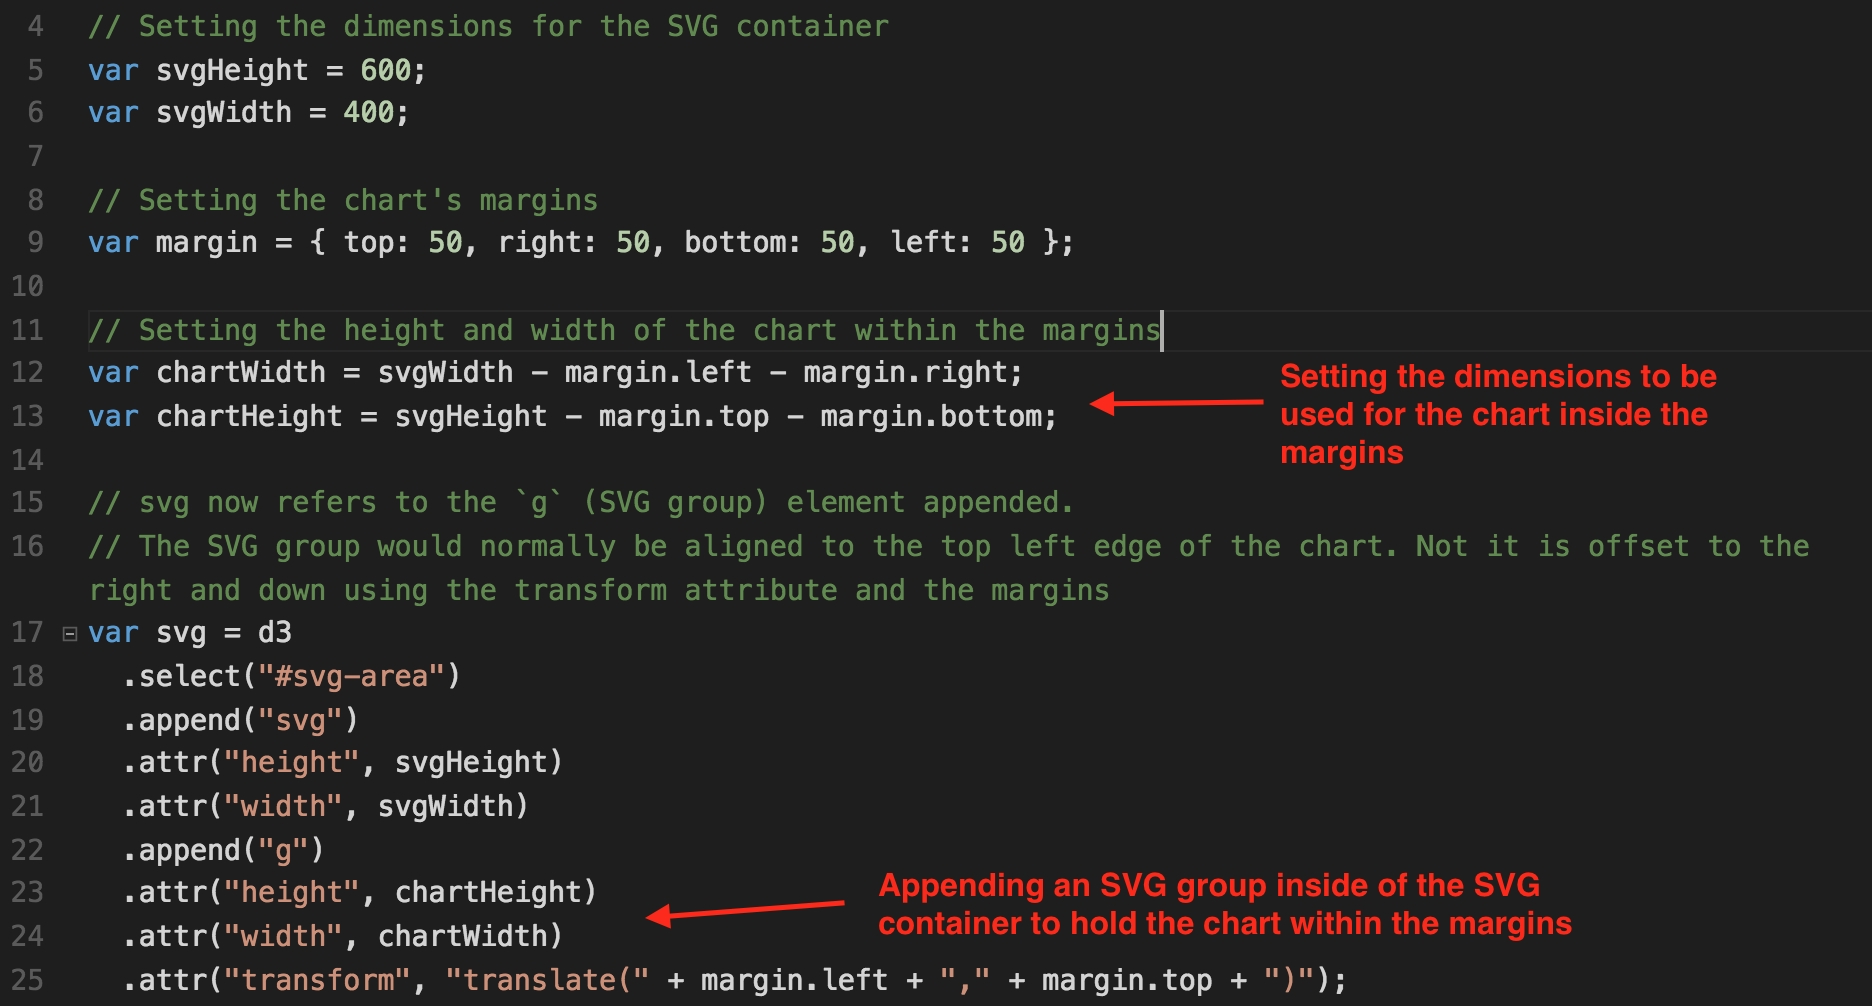 4 // Setting the dimensions for the SVG container
5 var svgHeight = 600;
6 var svgWidth = 400;
7
8 // Setting the chart's margins
9 var margin = { top: 50, right: 50, bottom: 50, left: 50 };
10
11 // Setting the height and width of the chart within the margins
12 var chartWidth = svgWidth - margin.left - margin.right;
13 var chartHeight = svgHeight - margin.top - margin.bottom;
Setting the dimensions to be
used for the chart inside the
margins
14
15 // svg now refers to the `g` (SVG group) element appended.
16 // The SVG group would normally be aligned to the top left edge of the chart. Not it is offset to the
right and down using the transform attribute and the margins
17 var svg = d3
18 .select("#svg-area")
19 .append("svg")
20 .attr("height", svgHeight)
21 .attr("width", svgWidth)
22 .append("g")
23 .attr("height", chartHeight)
24 .attr("width", chartWidth)
Appending an SVG group inside of the SVG
container to hold the chart within the margins
25 .attr("transform", "translate(" + margin.left + "," + margin.top + ")");